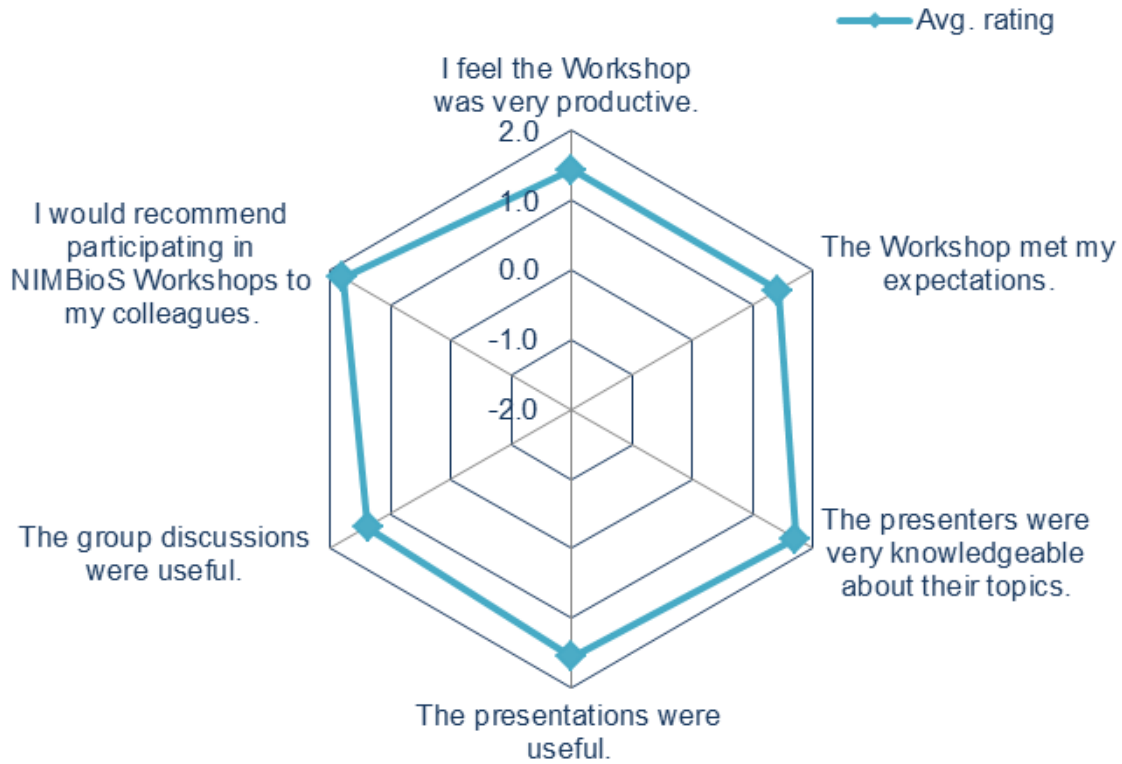 Avg. rating
I feel the Workshop
was very productive.
2.0
1.0
0.0
-1.0
-2.0
The Workshop met my
expectations.
The presenters were
very knowledgeable
about their topics.
The presentations were
useful.
The group discussions
were useful.
I would recommend
participating in
NIMBioS Workshops to
my colleagues.